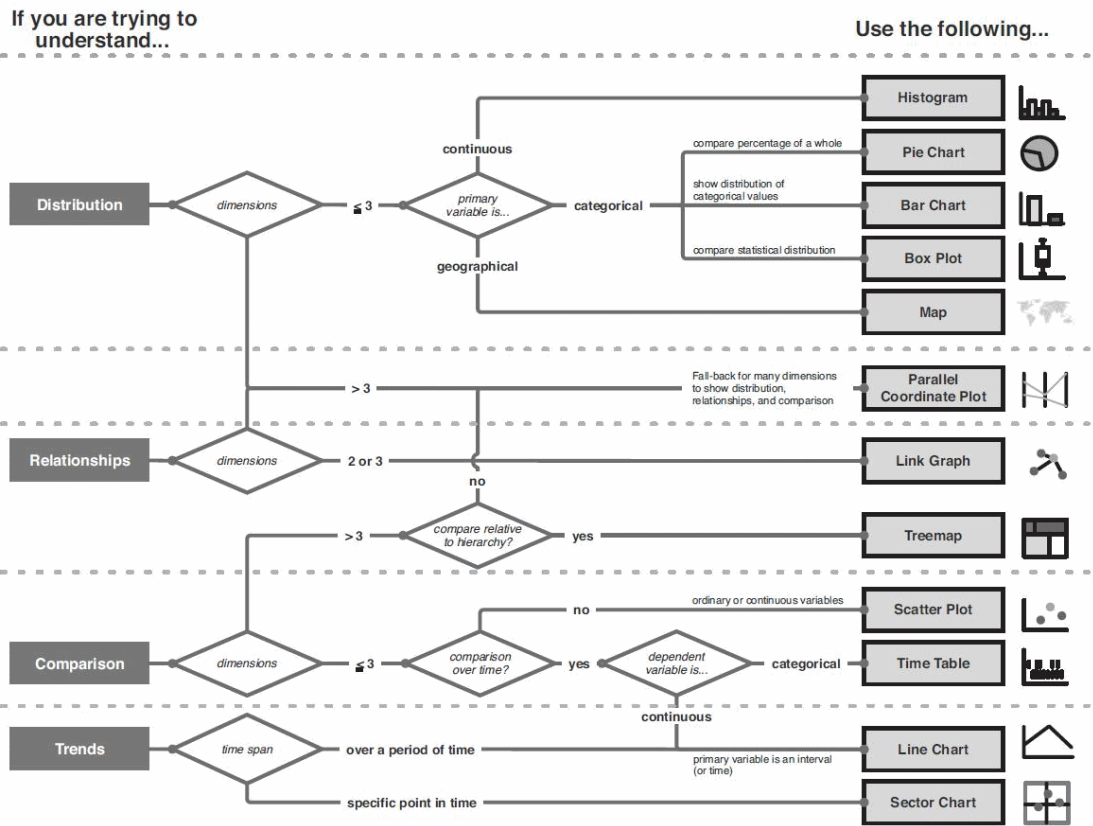 If you are trying to
understand...
Use the following...
Histogram
continuous
compare percentage of a whole
Pie Chart
Distribution
dimensions
≤ 3
primary
variable is...
categorical
show distribution of
categorical values
Bar Chart
compare statistical distribution
Box Plot
geographical
Map
> 3
Fall-back for many dimensions
to show distribution,
relationships, and comparison
Parallel
Coordinate Plot
Relationships
dimensions
2 or 3
Link Graph
no
> 3
compare relative
to hierarchy?
yes
Treemap
no
ordinary or continuous variables
Scatter Plot
Comparison
dimensions
≤ 3
comparison
over time?
yes
dependent
variable is...
categorical
Time Table
continuous
Trends
time span
over a period of time
primary variable is an interval
(or time)
Line Chart
specific point in time
Sector Chart